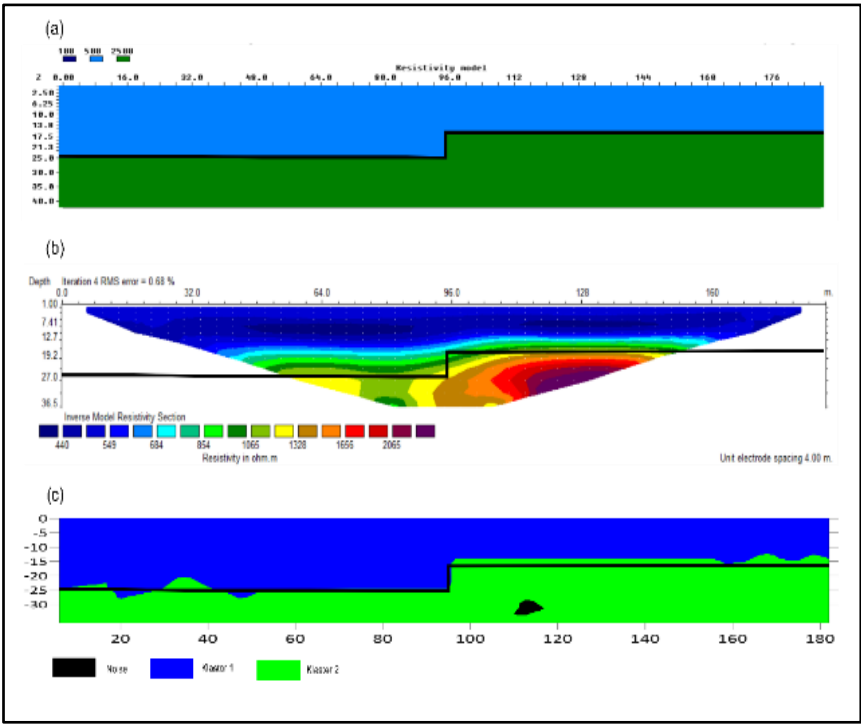 (a)
100 500 2500
Resistivity model
Z 0.00 16.0 32.0 48.0 64.0 80.0 96.0 112 128 144 160 176
2.50
6.25
10.0
13.8
17.5
21.3
25.0
30.0
35.0
40.0
(b)
Depth Iteration 4 RMS error = 0.68 %
0.0 32.0 64.0 96.0 128 160 m.
1.00
7.41
12.7
19.2
27.0
36.5
Inverse Model Resistivity Section
440 549 684 854 1065 1328 1656 2065
Resistivity in ohm.m
Unit electrode spacing 4.00 m.
(c)
0
-5
-10
-15
-20
-25
-30
20 40 60 80 100 120 140 160 180
Noise Klaster 1 Klaster 2